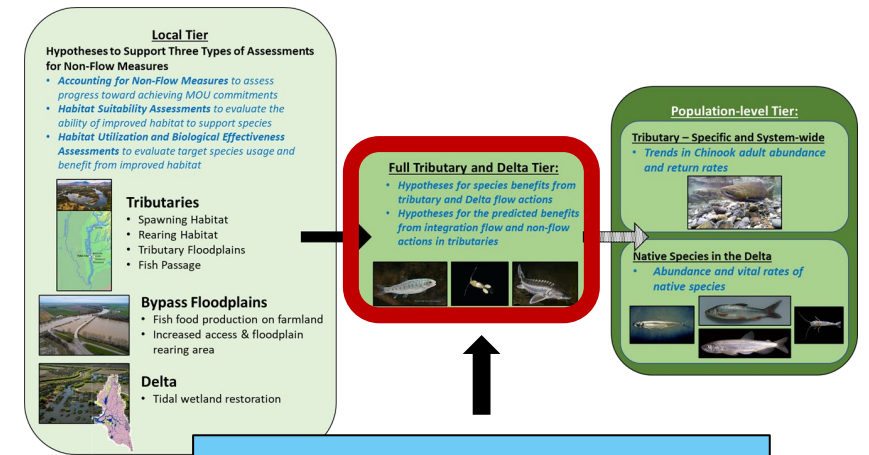 Local Tier
Hypotheses to Support Three Types of Assessments
for Non-Flow Measures
• Accounting for Non-Flow Measures to assess
progress toward achieving MOU commitments
• Habitat Suitability Assessments to evaluate the
ability of improved habitat to support species
• Habitat Utilization and Biological Effectiveness
Assessments to evaluate target species usage and
benefit from improved habitat
Tributaries
• Spawning Habitat
• Rearing Habitat
• Tributary Floodplains
• Fish Passage
Bypass Floodplains
• Fish food production on farmland
• Increased access & floodplain
rearing area
Delta
• Tidal wetland restoration
Full Tributary and Delta Tier:
• Hypotheses for species benefits from
tributary and Delta flow actions
• Hypotheses for the predicted benefits
from integration flow and non-flow
actions in tributaries
Population-level Tier:
Tributary – Specific and System-wide
• Trends in Chinook adult abundance
and return rates
Native Species in the Delta
• Abundance and vital rates of
native species